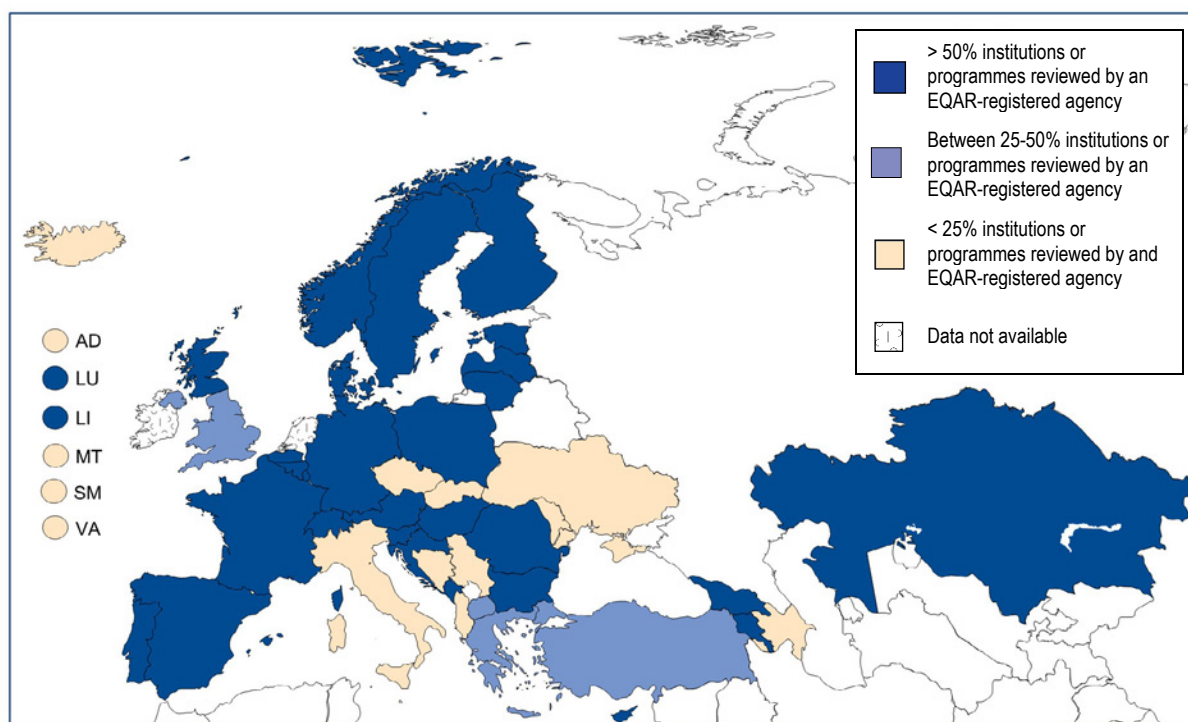 > 50% institutions or
programmes reviewed by an
EQAR-registered agency
Between 25-50% institutions or
programmes reviewed by an
EQAR-registered agency
< 25% institutions or
programmes reviewed by and
EQAR-registered agency
Data not available
AD
LU
LI
MT
SM
VA